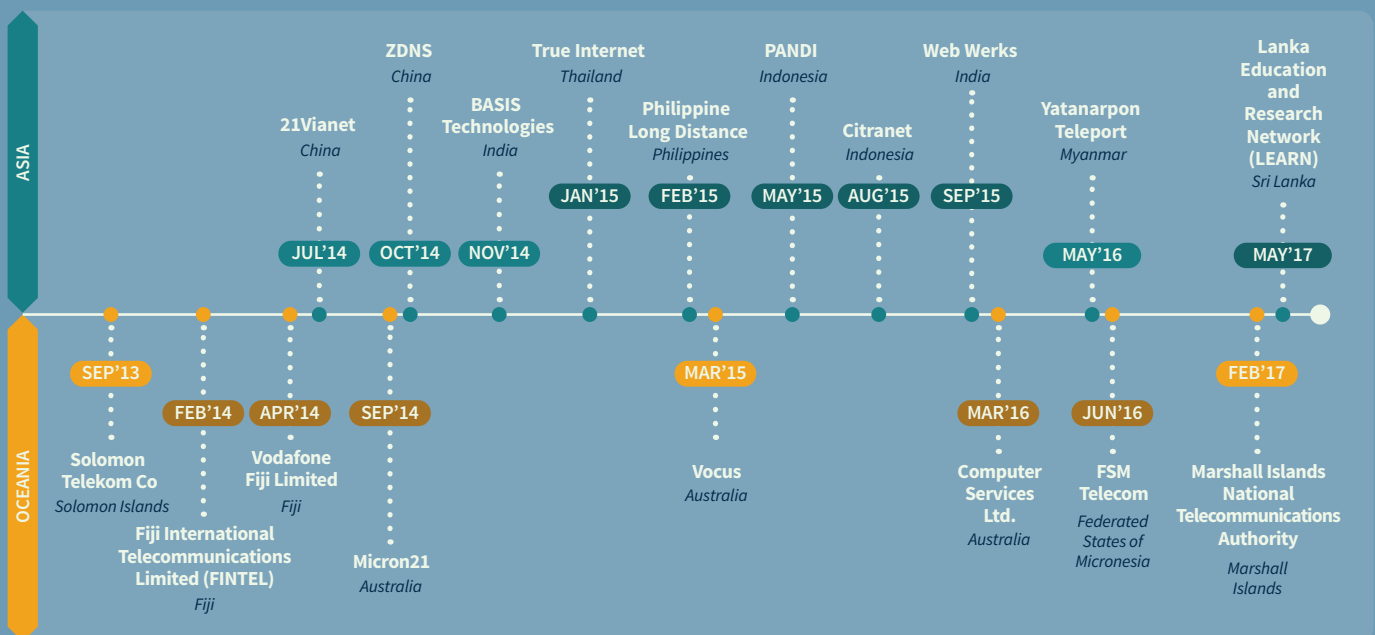 ASIA
21Vianet
China
JUL’14
ZDNS
China
OCT’14
BASIS
Technologies
India
NOV’14
True Internet
Thailand
JAN’15
Philippine
Long Distance
Philippines
FEB’15
PANDI
Indonesia
MAY’15
Citranet
Indonesia
AUG’15
Web Werks
India
SEP’15
Yatanarpon
Teleport
Myanmar
MAY’16
Lanka
Education
and
Research
Network
(LEARN)
Sri Lanka
MAY’17
OCEANIA
SEP’13
Solomon
Telekom Co
Solomon Islands
FEB’14
Fiji International
Telecommunications
Limited (FINTEL)
Fiji
APR’14
Vodafone
Fiji Limited
Fiji
SEP’14
Micron21
Australia
MAR’15
Vocus
Australia
MAR’16
Computer
Services
Ltd.
Australia
JUN’16
FSM
Telecom
Federated
States of
Micronesia
FEB’17
Marshall Islands
National
Telecommunications
Authority
Marshall
Islands